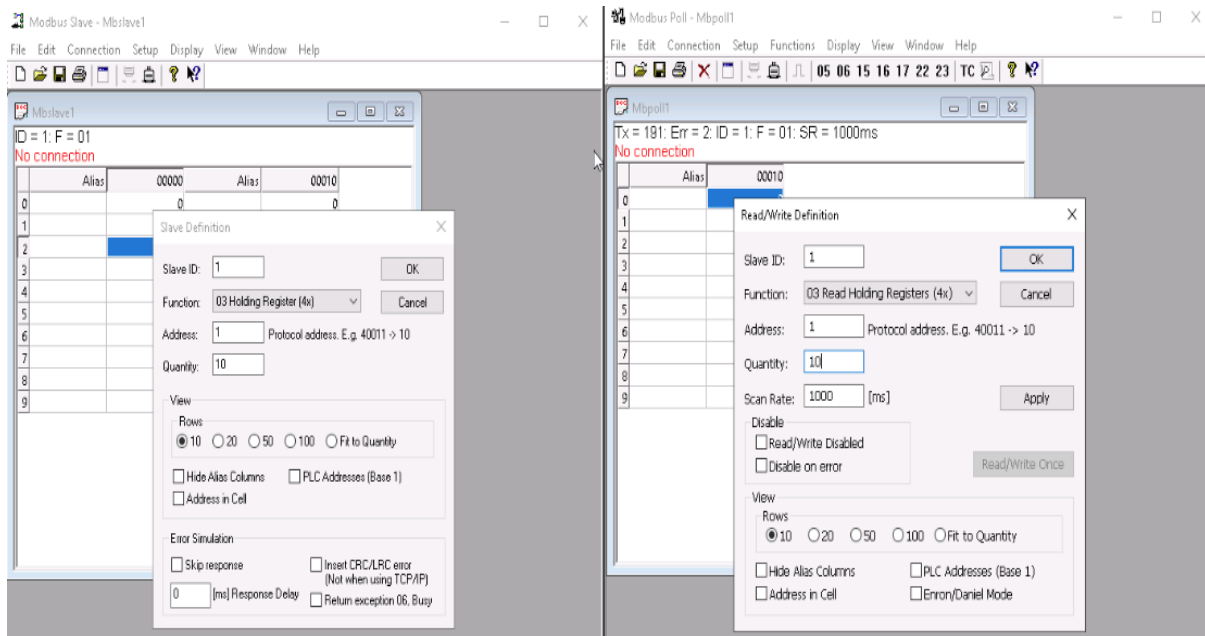 Modbus Slave - Mbslave1
File Edit Connection Setup Display View Window Help
Mbslave1
ID = 1: F = 01
No connection
Alias 00000 Alias 00010
0 0 0
1
2
3
4
5
6
7
8
9
Slave Definition
Slave ID: 1 OK
Function: 03 Holding Register (4x) Cancel
Address: 1 Protocol address. E.g. 40011 -> 10
Quantity: 10
View
Rows
10 20 50 100 Fit to Quantity
Hide Alias Columns PLC Addresses (Base 1)
Address in Cell
Error Simulation
Skip response Insert CRC/LRC error
(Not when using TCP/IP)
0 [ms] Response Delay Return exception 06, Busy
Modbus Poll - Mbpoll1
File Edit Connection Setup Functions Display View Window Help
05 06 15 16 17 22 23 TC
Mbpoll1
Tx = 191: Err = 2: ID = 1: F = 01: SR = 1000ms
No connection
Alias 00010
0
1
2
3
4
5
6
7
8
9
Read/Write Definition
Slave ID: 1 OK
Function: 03 Read Holding Registers (4x) Cancel
Address: 1 Protocol address. E.g. 40011 -> 10
Quantity: 10
Scan Rate: 1000 [ms] Apply
Disable
Read/Write Disabled
Disable on error
Read/Write Once
View
Rows
10 20 50 100 Fit to Quantity
Hide Alias Columns PLC Addresses (Base 1)
Address in Cell Enron/Daniel Mode